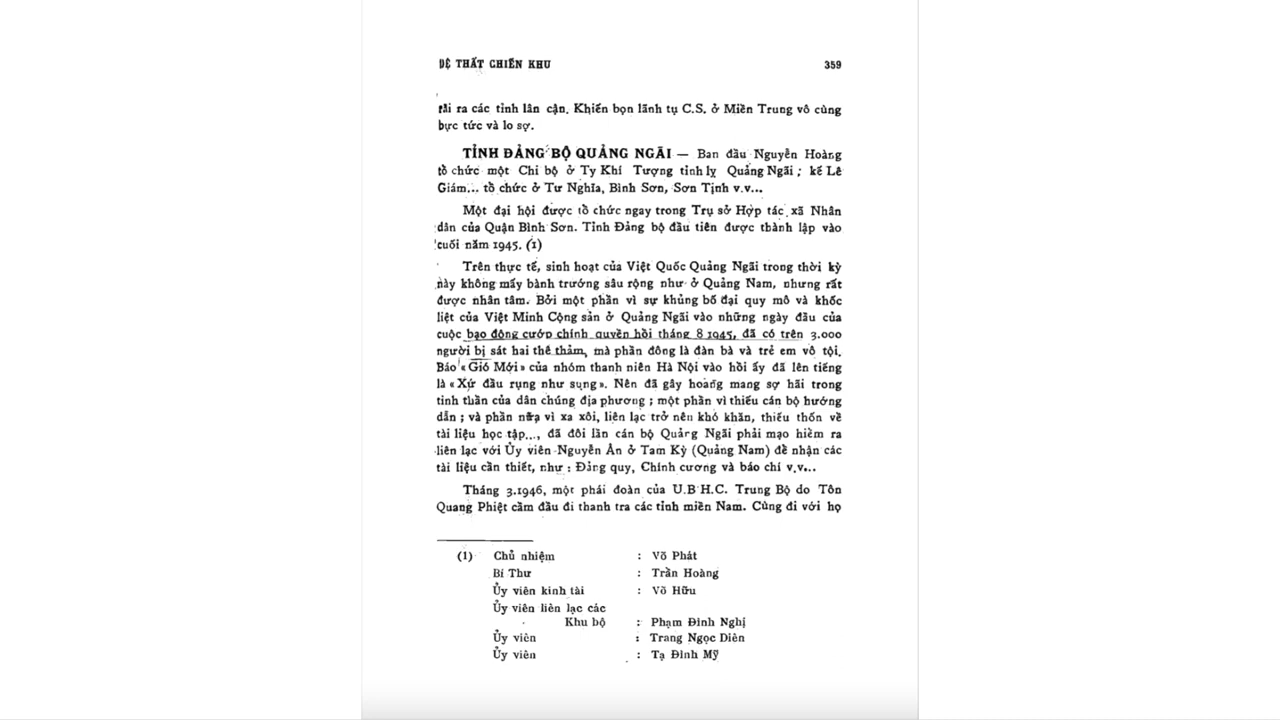 ĐỆ THẤT CHIẾN KHU 359
rãi ra các tỉnh lân cận. Khiến bọn lãnh tụ C.S. ở Miền Trung vô cùng
bực tức và lo sợ.
TỈNH ĐẢNG BỘ QUẢNG NGÃI — Ban đầu Nguyễn Hoàng
tổ chức một Chi bộ ở Ty Khí Tượng tỉnh lỵ Quảng Ngãi ; kế Lê
Giám... tổ chức ở Tư Nghĩa, Bình Sơn, Sơn Tịnh v.v...
Một đại hội được tổ chức ngay trong Trụ sở Hợp tác xã Nhân
dân của Quận Bình Sơn. Tỉnh Đảng bộ đầu tiên được thành lập vào
cuối năm 1945. (1)
Trên thực tế, sinh hoạt của Việt Quốc Quảng Ngãi trong thời kỳ
này không mấy bành trướng sâu rộng như ở Quảng Nam, nhưng rất
được nhân tâm. Bởi một phần vì sự khủng bố đại quy mô và khốc
liệt của Việt Minh Cộng sản ở Quảng Ngãi vào những ngày đầu của
cuộc bạo động cướp chính quyền hồi tháng 8 1945, đã có trên 3.000
người bị sát hai thê thảm, mà phần đông là đàn bà và trẻ em vô tội.
Báo « Gió Mới » của nhóm thanh niên Hà Nội vào hồi ấy đã lên tiếng
là « Xứ đầu rụng như sung ». Nên đã gây hoang mang sợ hãi trong
tinh thần của dân chúng địa phương ; một phần vì thiếu cán bộ hướng
dẫn ; và phần nữa vì xa xôi, liên lạc trở nên khó khăn, thiếu thốn về
tài liệu học tập..., đã đôi lần cán bộ Quảng Ngãi phải mạo hiểm ra
liên lạc với Ủy viên Nguyễn Ân ở Tam Kỳ (Quảng Nam) để nhận các
tài liệu cần thiết, như : Đảng quy, Chính cương và báo chí v.v...
Tháng 3.1946, một phái đoàn của U.B H.C. Trung Bộ do Tôn
Quang Phiệt cầm đầu đi thanh tra các tỉnh miền Nam. Cùng đi với họ
(1) Chủ nhiệm : Võ Phát
Bí Thư : Trần Hoàng
Ủy viên kinh tài : Võ Hữu
Ủy viên liên lạc các
Khu bộ : Phạm Đình Nghị
Ủy viên : Trang Ngọc Diên
Ủy viên : Tạ Đình Mỹ